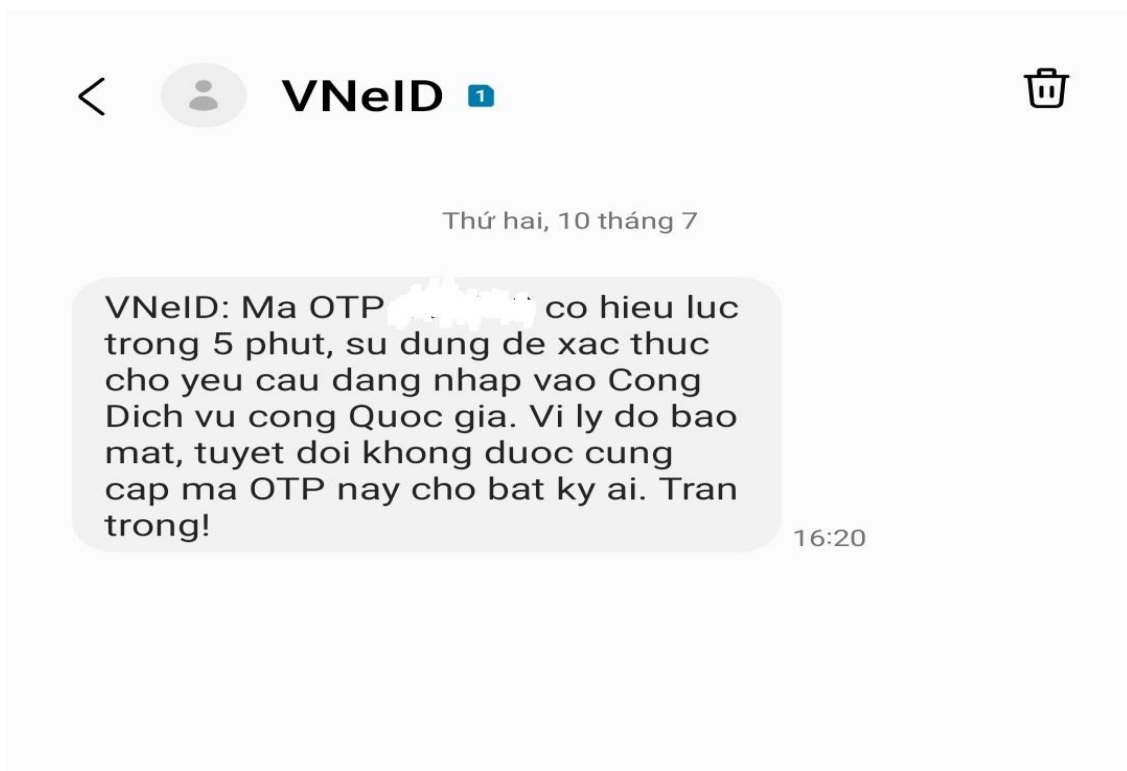 VNeID 1
Thứ hai, 10 tháng 7
VNeID: Ma OTP co hieu luc
trong 5 phut, su dung de xac thuc
cho yeu cau dang nhap vao Cong
Dich vu cong Quoc gia. Vi ly do bao
mat, tuyet doi khong duoc cung
cap ma OTP nay cho bat ky ai. Tran
trong!
16:20